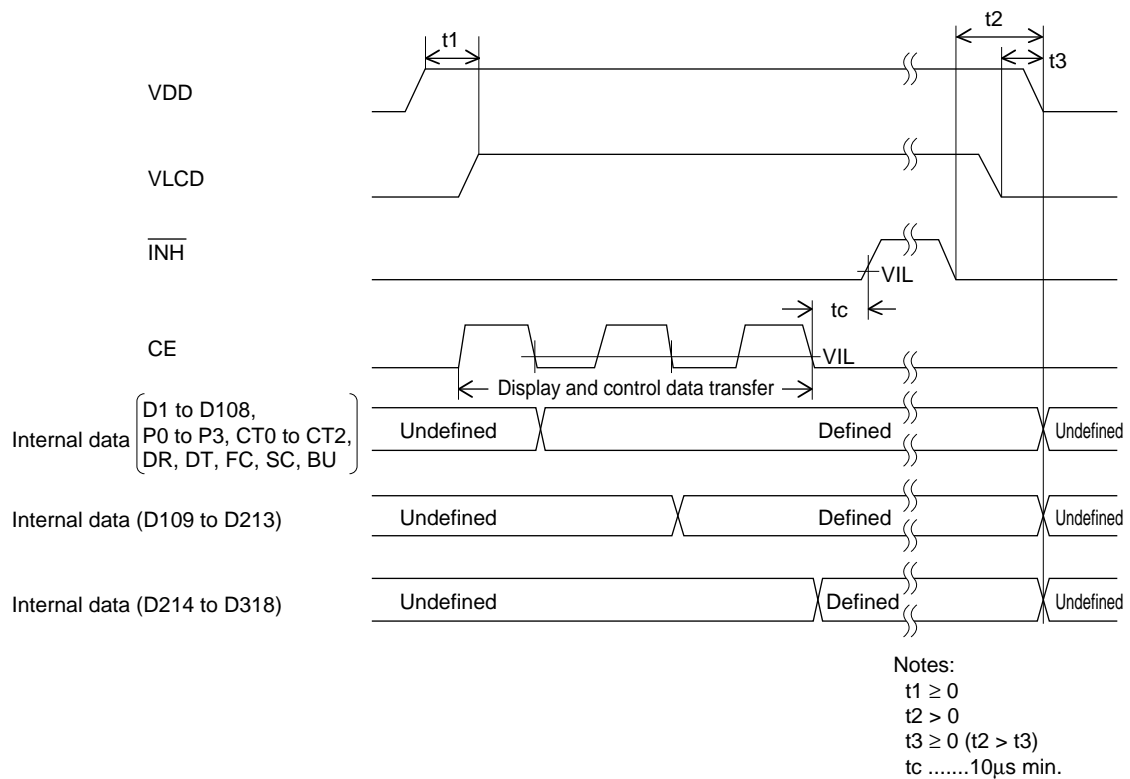 t1
t2
t3
VDD
VLCD
INH
VIL
tc
CE
VIL
Display and control data transfer
Internal data
D1 to D108,
P0 to P3, CT0 to CT2,
DR, DT, FC, SC, BU
Undefined
Defined
Undefined
Internal data (D109 to D213)
Undefined
Defined
Undefined
Internal data (D214 to D318)
Undefined
Defined
Undefined
Notes:
t1 ≥ 0
t2 > 0
t3 ≥ 0 (t2 > t3)
tc .......10μs min.